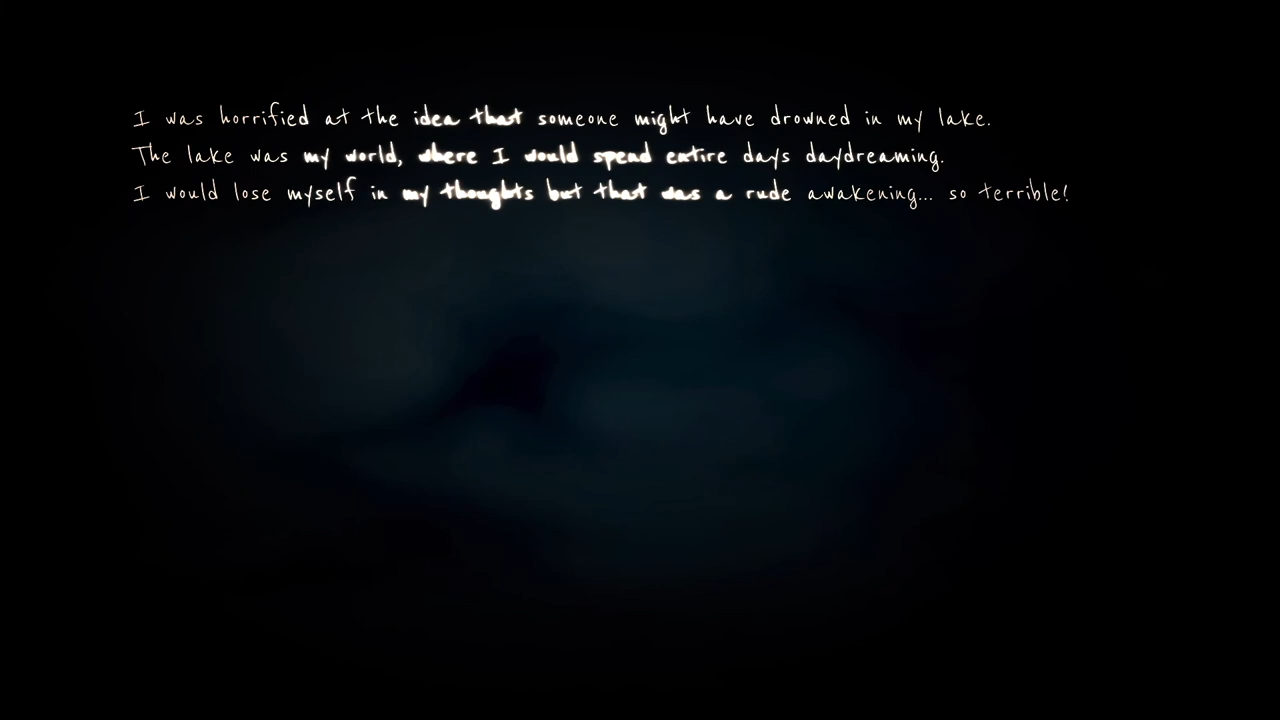 I was horrified at the idea that someone might have drowned in my lake.
The lake was my world, where I would spend entire days daydreaming.
I would lose myself in my thoughts but that was a rude awakening... so terrible!